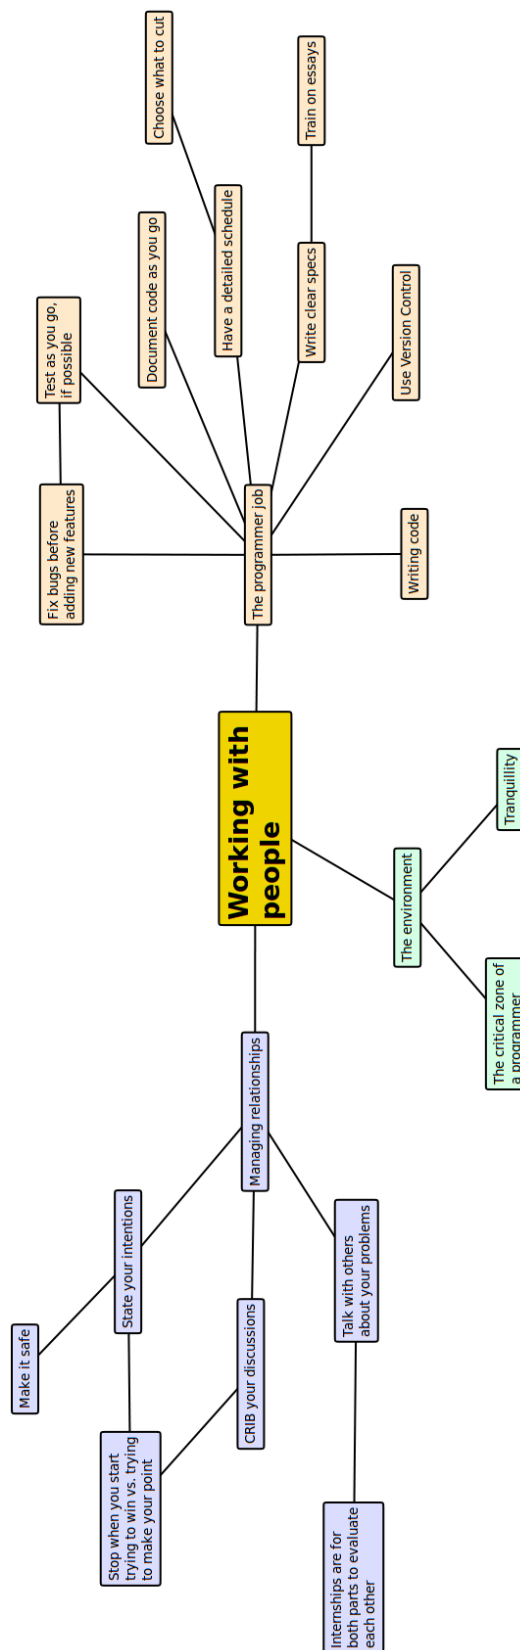 Make it safe
Stop when you start
trying to win vs. trying
to make your point
State your intentions
CRIB your discussions
Internships are for
both parts to evaluate
each other
Talk with others
about your problems
Managing relationships
Working with
people
The environment
The critical zone of
a programmer
Tranquillity
The programmer job
Fix bugs before
adding new features
Test as you go,
if possible
Document code as you go
Have a detailed schedule
Choose what to cut
Write clear specs
Train on essays
Use Version Control
Writing code